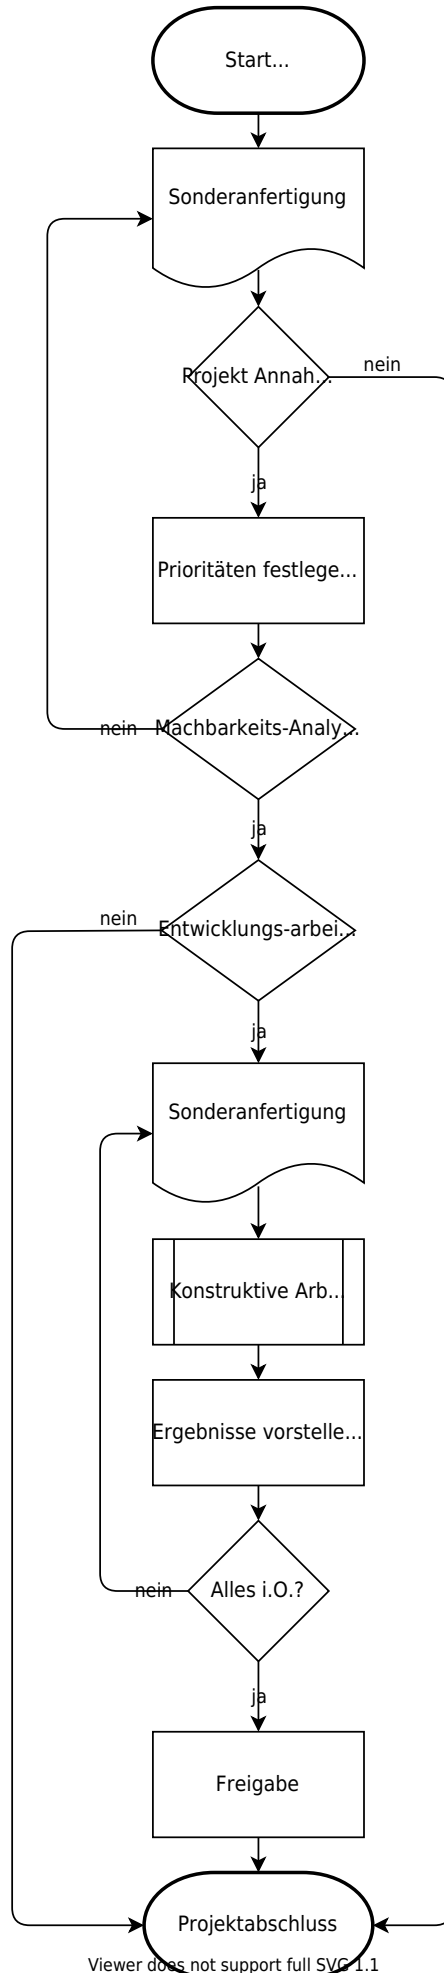 Start...
Sonderanfertigung
Projekt Annah...
nein
ja
Prioritäten festlege...
nein
Machbarkeits-Analy...
ja
nein
Entwicklungs-arbei...
ja
Sonderanfertigung
Konstruktive Arb...
Ergebnisse vorstelle...
nein
Alles i.O.?
ja
Freigabe
Projektabschluss
Viewer does not support full SVG 1.1